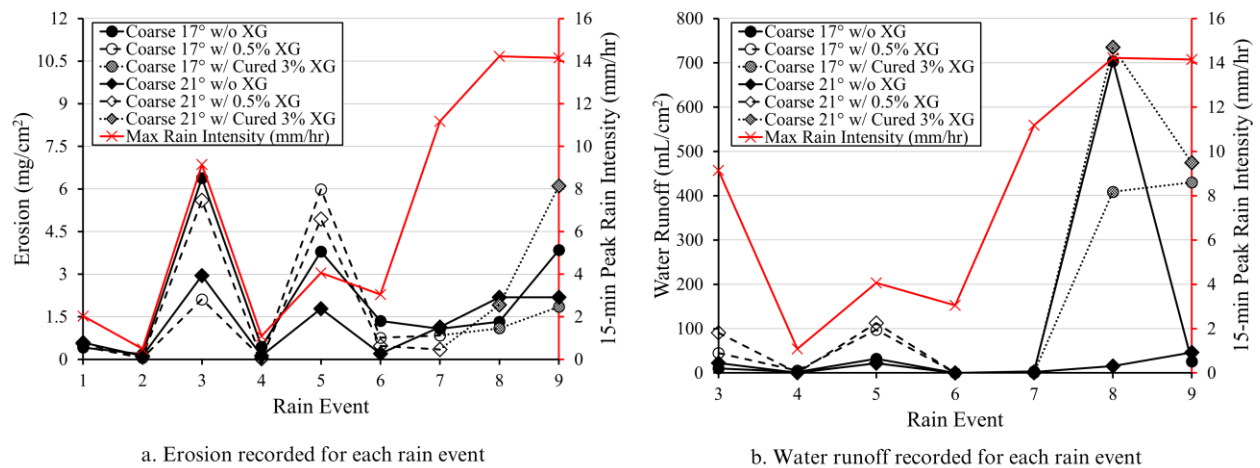 12
10.5
9
7.5
6
4.5
3
1.5
0
Erosion (mg/cm²)
Coarse 17° w/o XG
Coarse 17° w/ 0.5% XG
Coarse 17° w/ Cured 3% XG
Coarse 21° w/o XG
Coarse 21° w/ 0.5% XG
Coarse 21° w/ Cured 3% XG
Max Rain Intensity (mm/hr)
16
14
12
10
8
6
4
2
0
15-min Peak Rain Intensity (mm/hr)
1 2 3 4 5 6 7 8 9
Rain Event
a. Erosion recorded for each rain event
800
700
600
500
400
300
200
100
0
Water Runoff (mL/cm²)
Coarse 17° w/o XG
Coarse 17° w/ 0.5% XG
Coarse 17° w/ Cured 3% XG
Coarse 21° w/o XG
Coarse 21° w/ 0.5% XG
Coarse 21° w/ Cured 3% XG
Max Rain Intensity (mm/hr)
16
14
12
10
8
6
4
2
0
15-min Peak Rain Intensity (mm/hr)
3 4 5 6 7 8 9
Rain Event
b. Water runoff recorded for each rain event